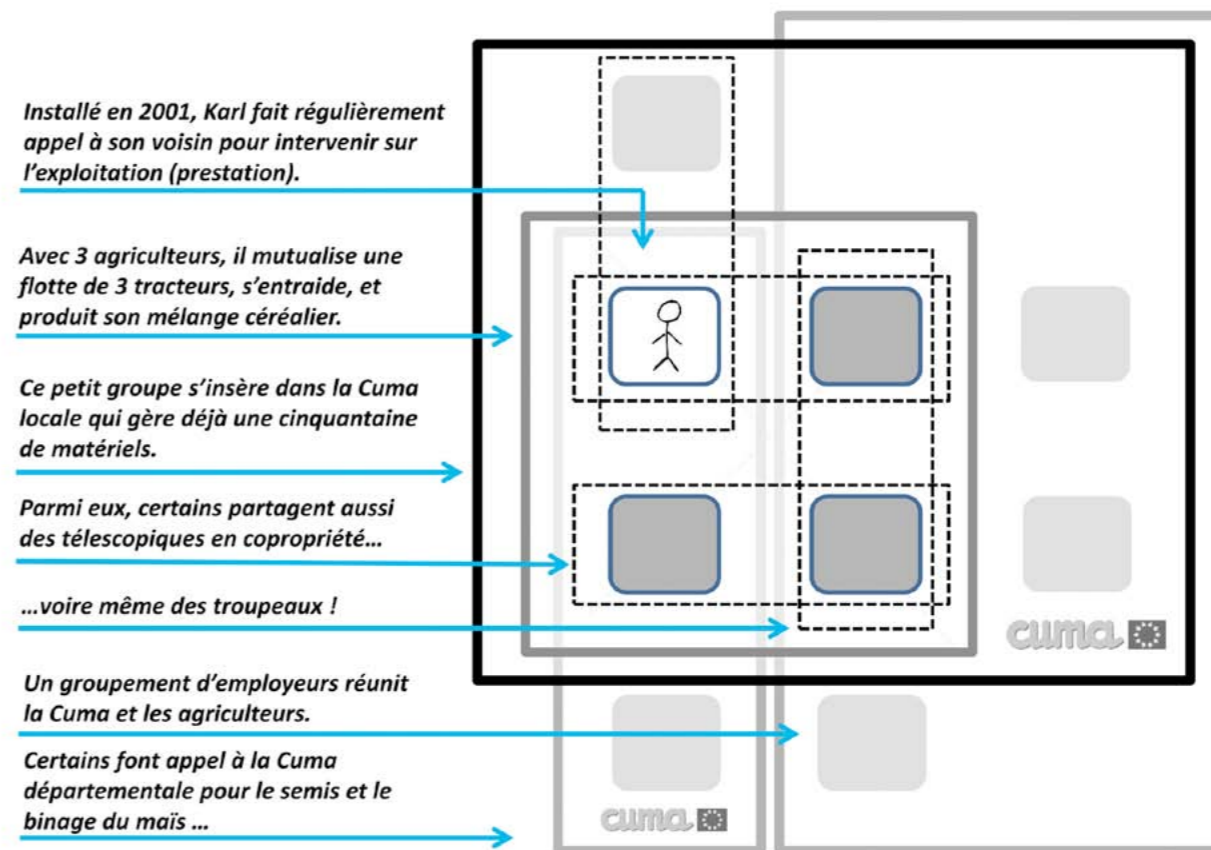 Installé en 2001, Karl fait régulièrement
appel à son voisin pour intervenir sur
l’exploitation (prestation).
Avec 3 agriculteurs, il mutualise une
flotte de 3 tracteurs, s’entraide, et
produit son mélange céréalier.
Ce petit groupe s’insère dans la Cuma
locale qui gère déjà une cinquantaine
de matériels.
Parmi eux, certains partagent aussi
des télescopiques en copropriété…
…voire même des troupeaux !
cuma
Un groupement d’employeurs réunit
la Cuma et les agriculteurs.
Certains font appel à la Cuma
départementale pour le semis et le
binage du maïs …
cuma